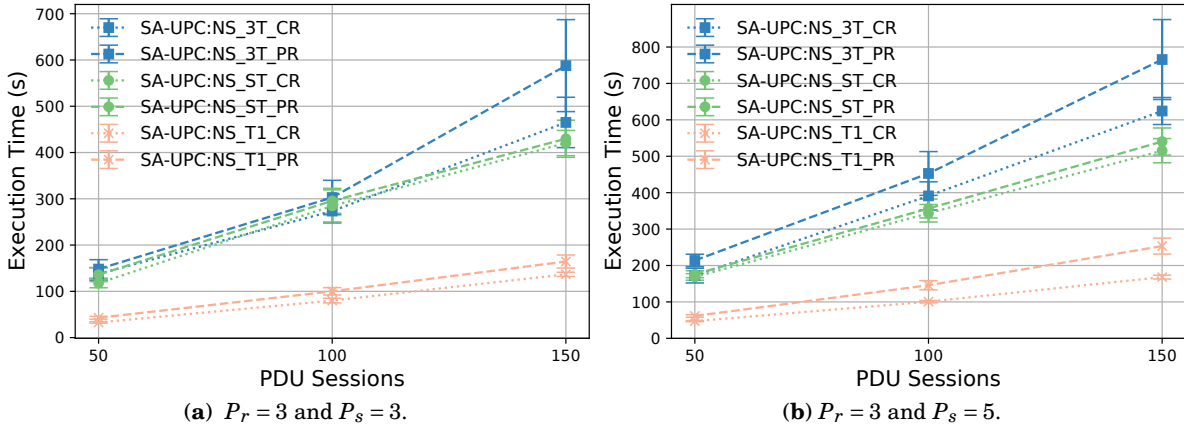 700
600
500
400
300
200
100
0
Execution Time (s)
SA-UPC:NS_3T_CR
SA-UPC:NS_3T_PR
SA-UPC:NS_ST_CR
SA-UPC:NS_ST_PR
SA-UPC:NS_T1_CR
SA-UPC:NS_T1_PR
50 100 150
PDU Sessions
(a) Pr = 3 and Ps = 3.
800
700
600
500
400
300
200
100
0
Execution Time (s)
SA-UPC:NS_3T_CR
SA-UPC:NS_3T_PR
SA-UPC:NS_ST_CR
SA-UPC:NS_ST_PR
SA-UPC:NS_T1_CR
SA-UPC:NS_T1_PR
50 100 150
PDU Sessions
(b) Pr = 3 and Ps = 5.